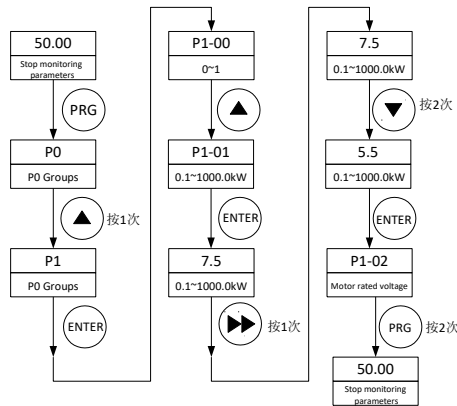 50.00
Stop monitoring
parameters
PRG
P0
P0 Groups
按1次
P1
P0 Groups
ENTER
P1-00
0~1
P1-01
0.1~1000.0kW
ENTER
7.5
0.1~1000.0kW
按1次
7.5
0.1~1000.0kW
按2次
5.5
0.1~1000.0kW
ENTER
P1-02
Motor rated voltage
PRG
按2次
50.00
Stop monitoring
parameters